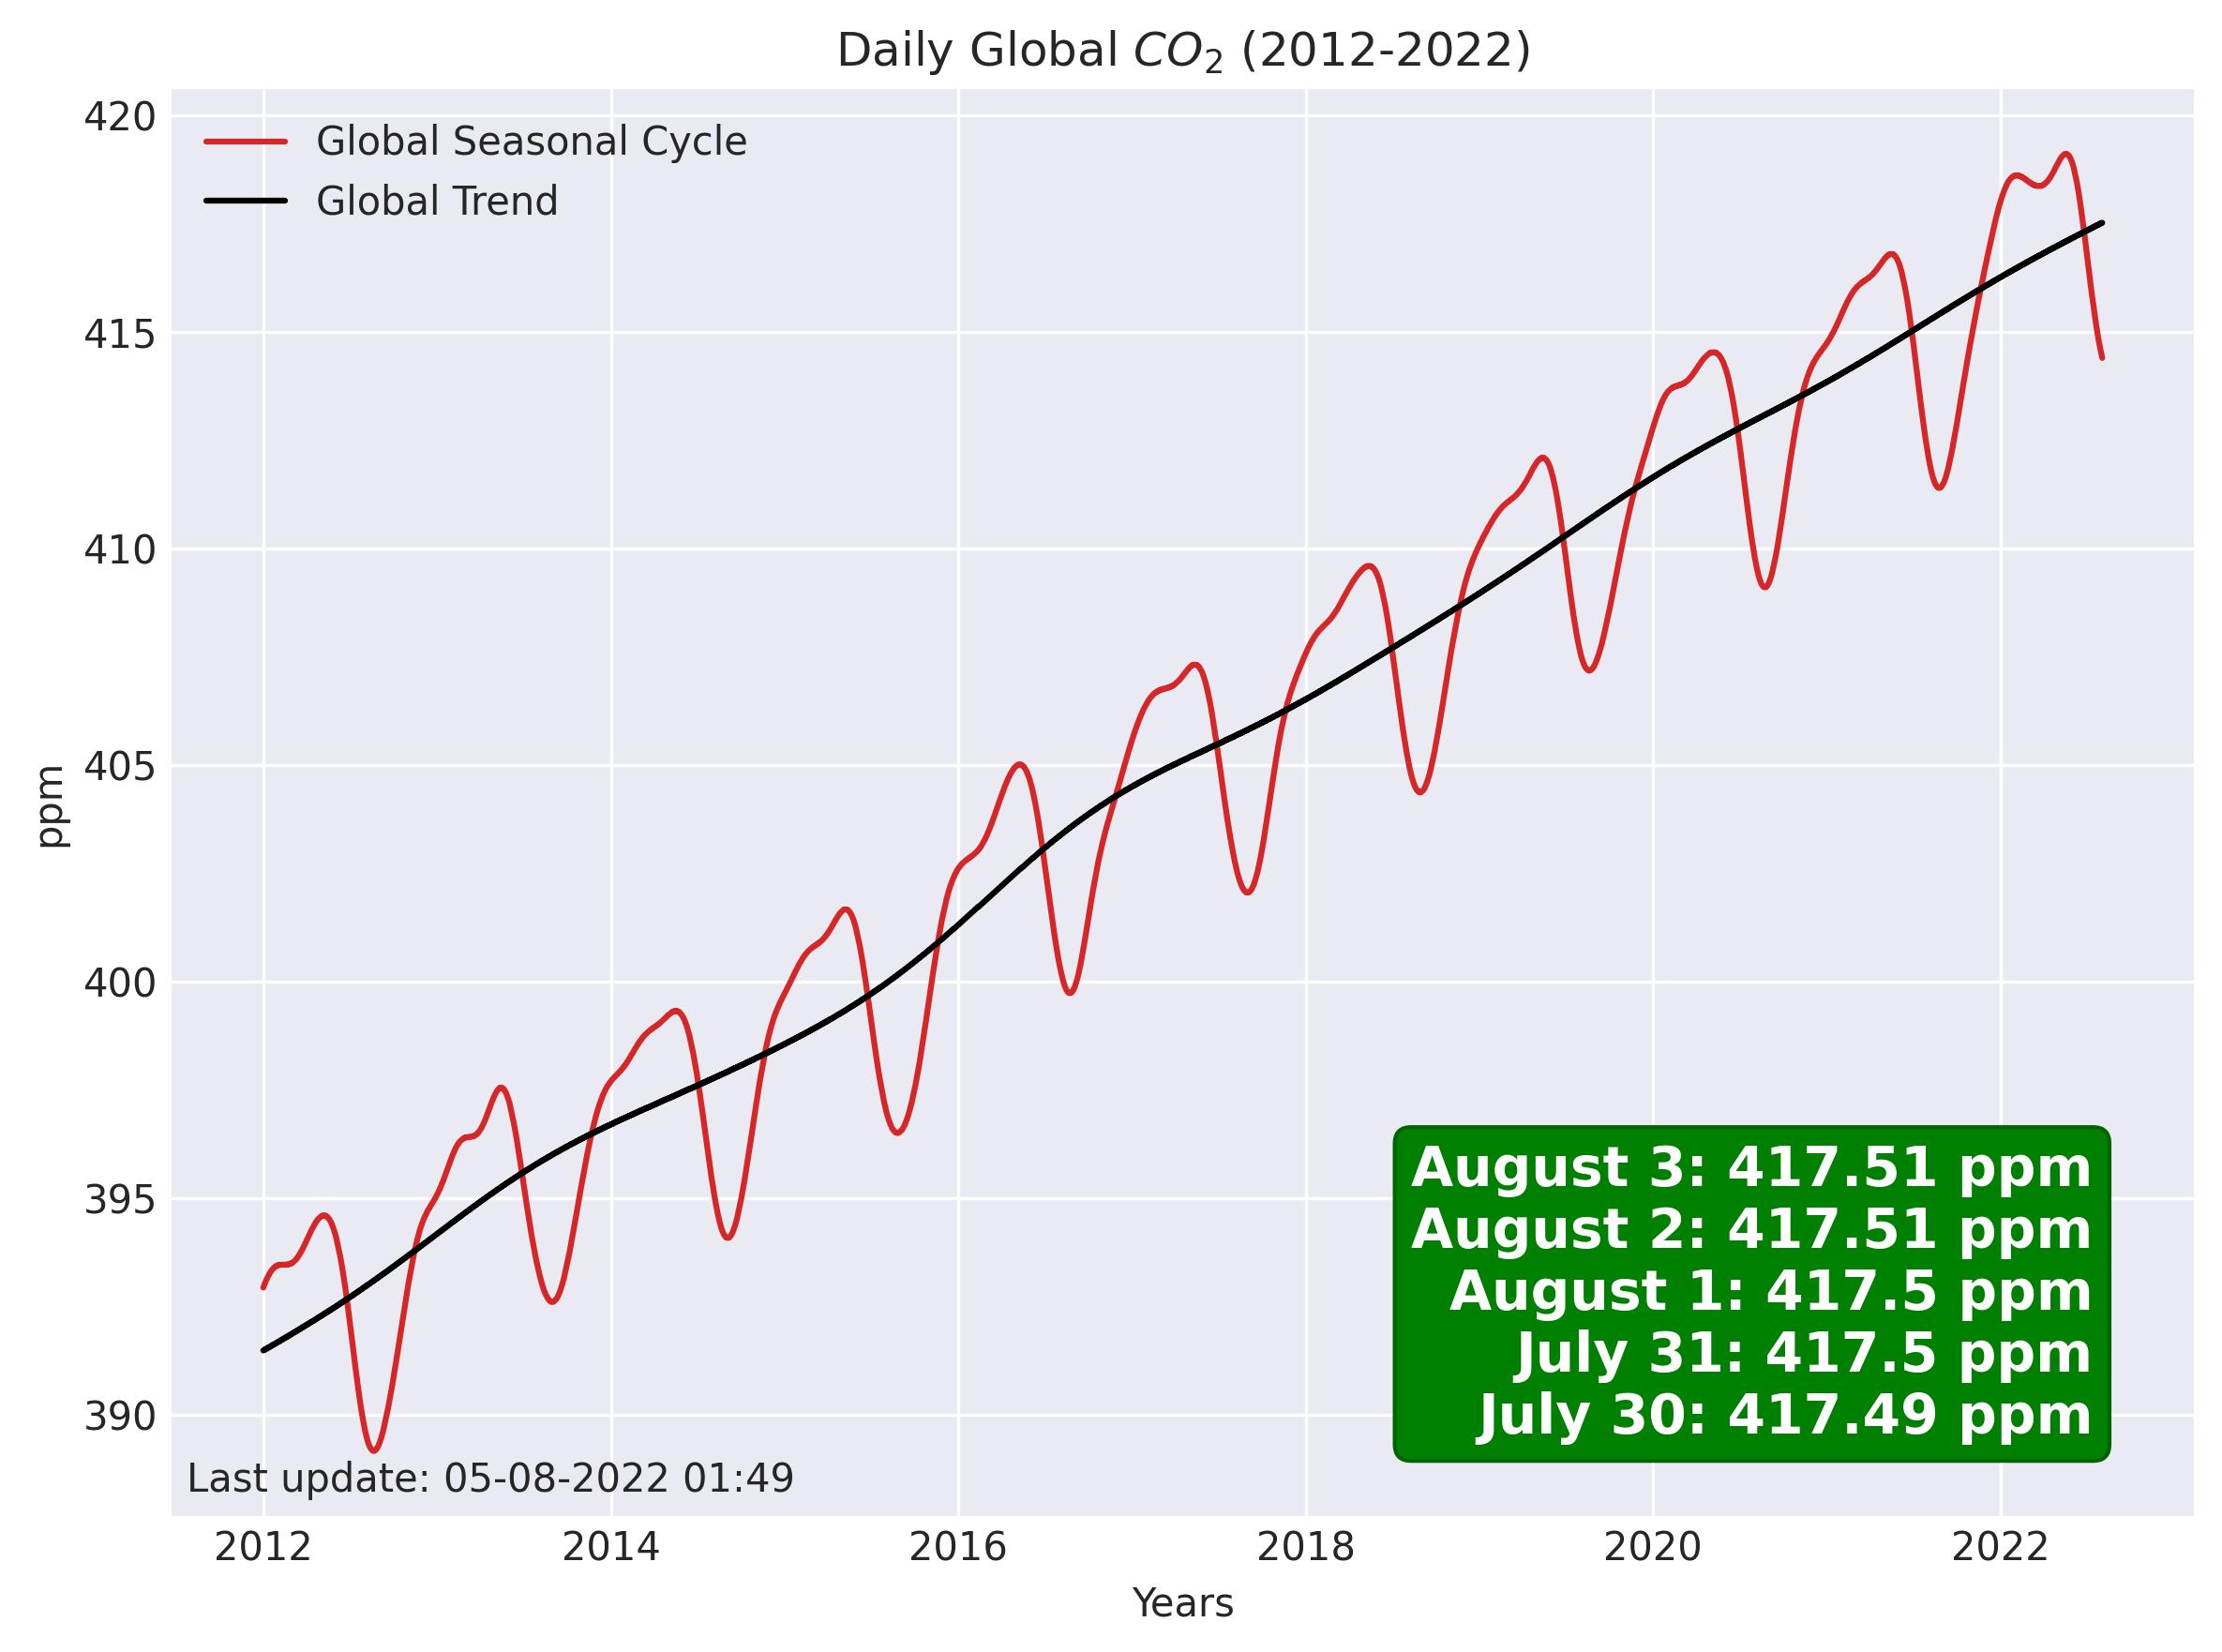 Daily Global CO₂ (2012-2022)
420
415
410
405
400
395
390
ppm
Global Seasonal Cycle
Global Trend
August 3: 417.51 ppm
August 2: 417.51 ppm
August 1: 417.5 ppm
July 31: 417.5 ppm
July 30: 417.49 ppm
Last update: 05-08-2022 01:49
2012 2014 2016 2018 2020 2022
Years